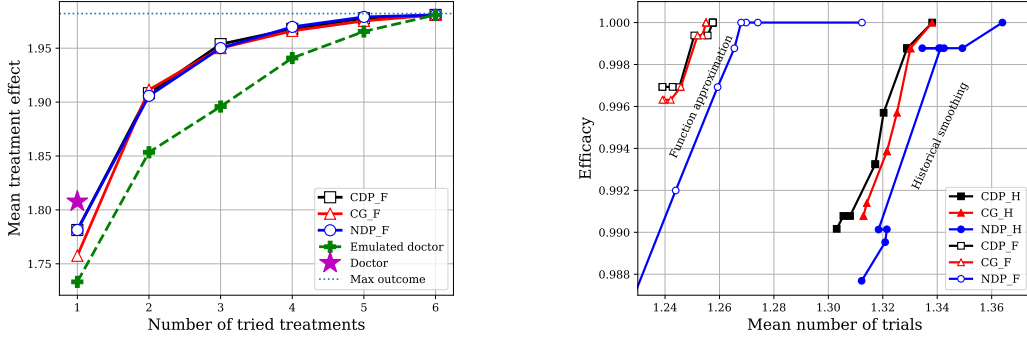 Mean treatment effect
1.95
1.90
1.85
1.80
1.75
1 2 3 4 5 6
Number of tried treatments
CDP_F
CG_F
NDP_F
Emulated doctor
Doctor
Max outcome
Efficacy
1.000
0.998
0.996
0.994
0.992
0.990
0.988
1.24 1.26 1.28 1.30 1.32 1.34 1.36
Mean number of trials
Function approximation
Historical smoothing
CDP_H
CG_H
NDP_H
CDP_F
CG_F
NDP_F